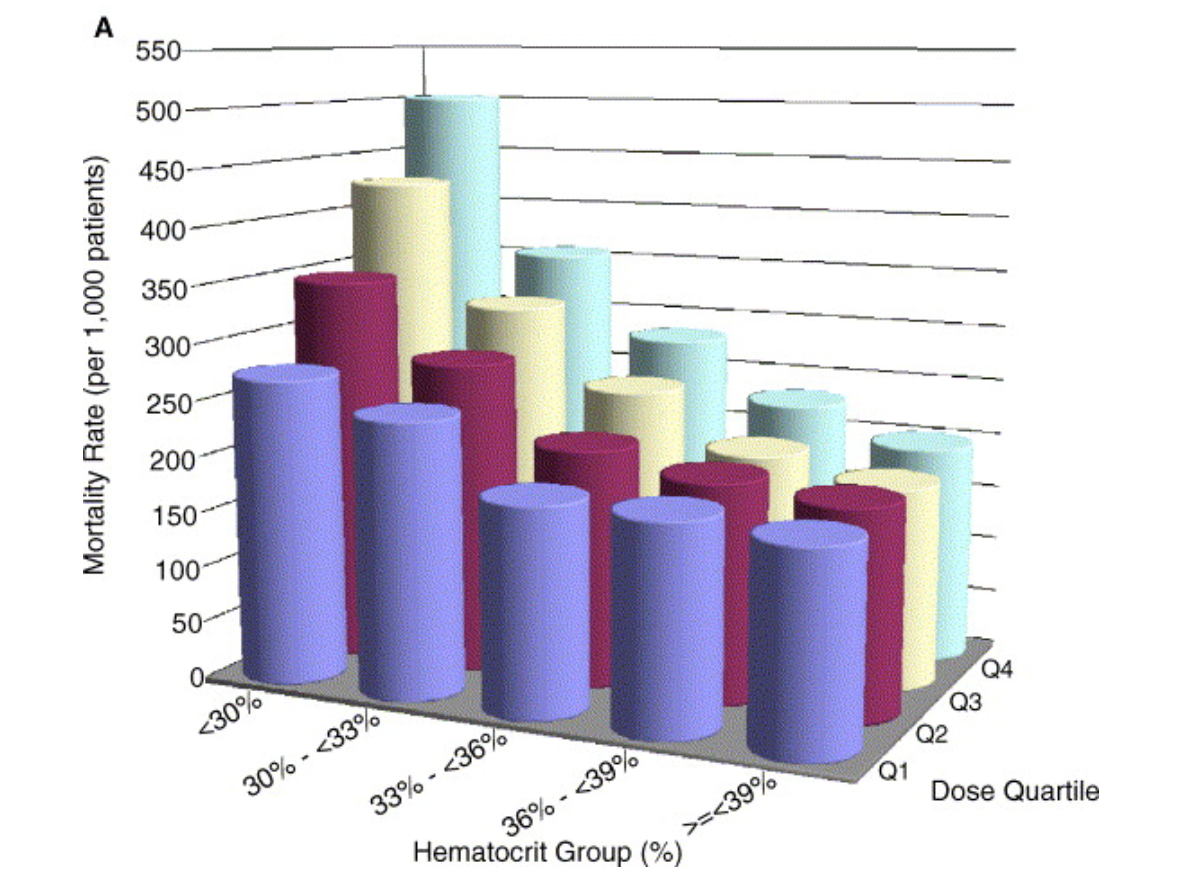 A
550
500
450
400
350
300
250
200
150
100
50
0
Mortality Rate (per 1,000 patients)
<30%
30% - <33%
33% - <36%
36% - <39%
>=<39%
Hematocrit Group (%)
Q1
Q2
Q3
Q4
Dose Quartile